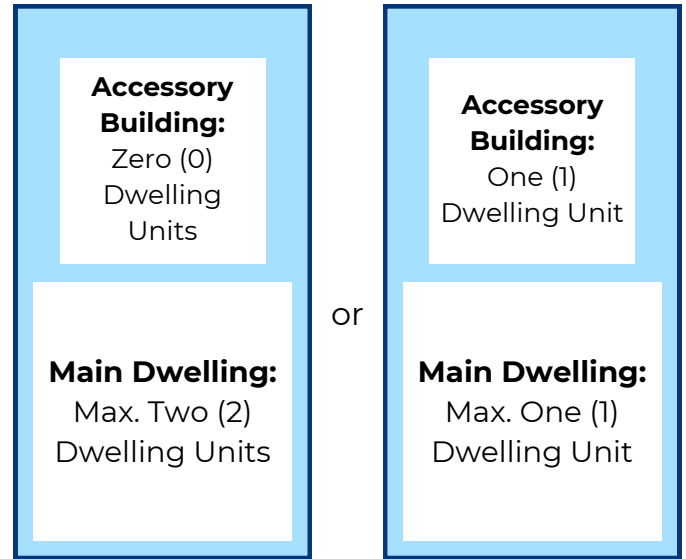 Accessory
Building:
Zero (0)
Dwelling
Units
Main Dwelling:
Max. Two (2)
Dwelling Units
or
Accessory
Building:
One (1)
Dwelling Unit
Main Dwelling:
Max. One (1)
Dwelling Unit